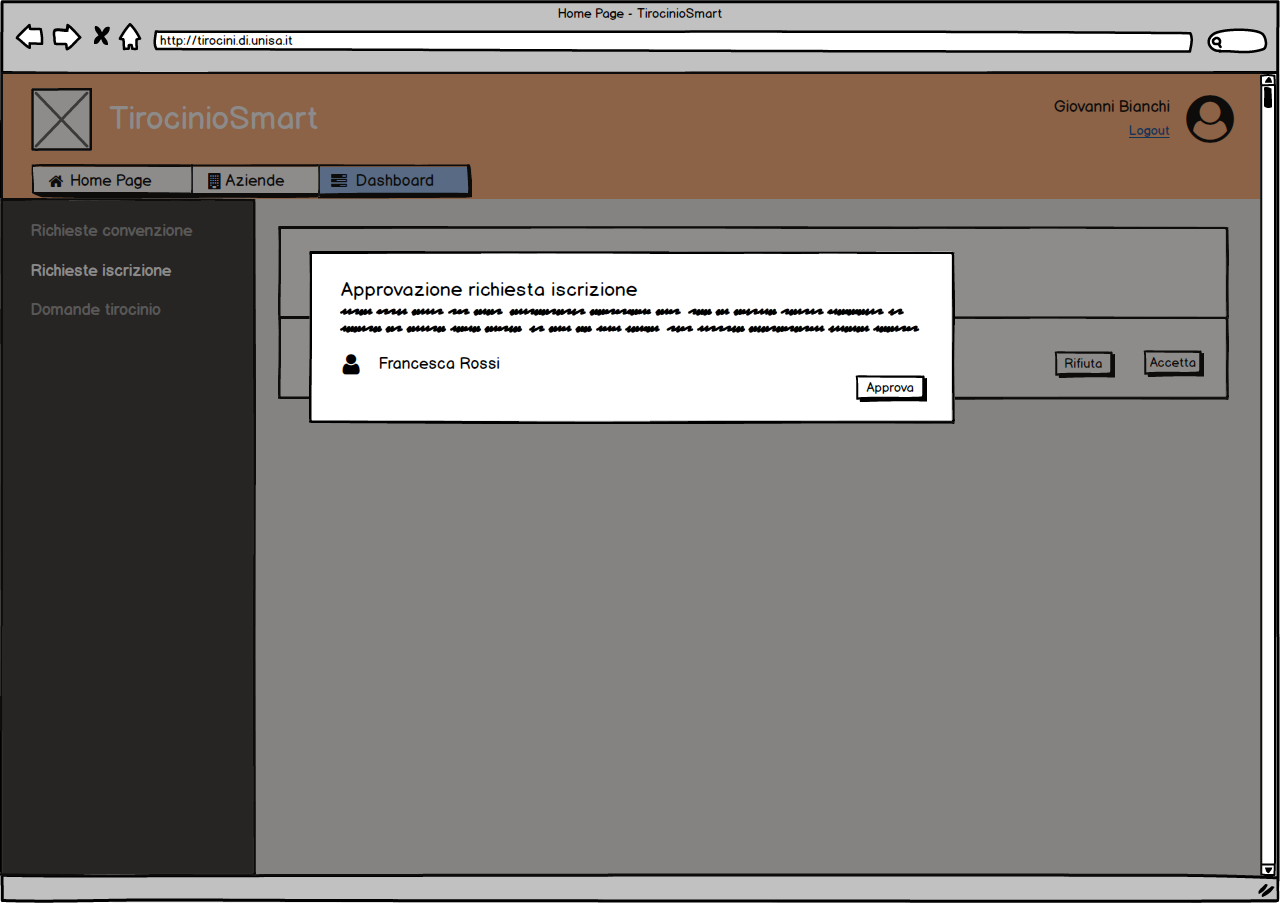 Home Page - TirocinioSmart
http://tirocini.di.unisa.it
TirocinioSmart
Giovanni Bianchi
Logout
Home Page
Aziende
Dashboard
Richieste convenzione
Richieste iscrizione
Domande tirocinio
Approvazione richiesta iscrizione
Francesca Rossi
Approva
Rifiuta
Accetta